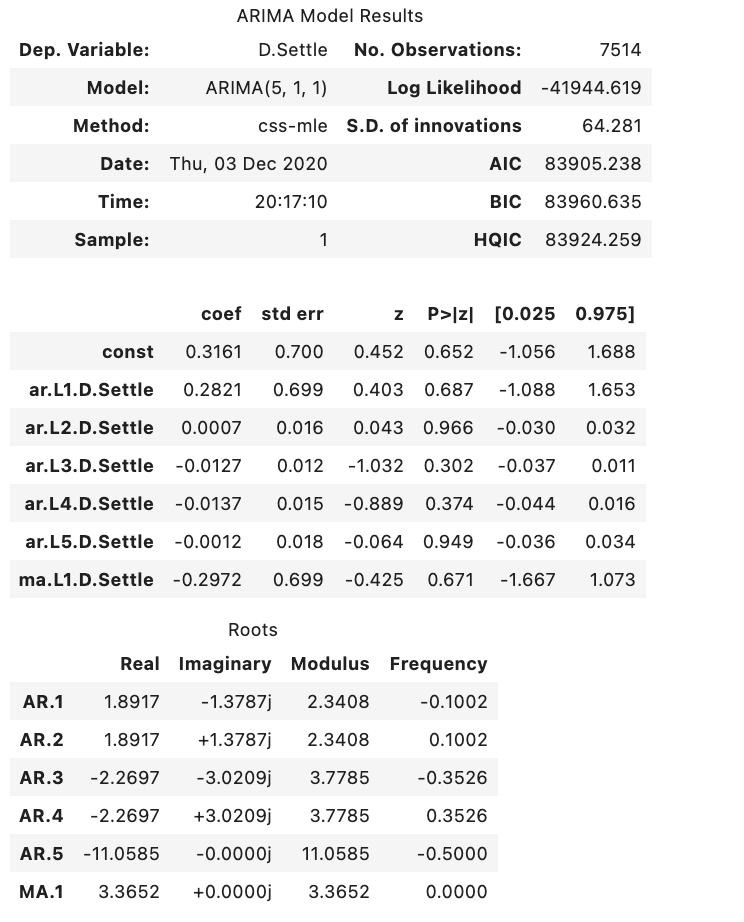 ARIMA Model Results
Dep. Variable: D.Settle No. Observations: 7514
Model: ARIMA(5, 1, 1) Log Likelihood -41944.619
Method: css-mle S.D. of innovations 64.281
Date: Thu, 03 Dec 2020 AIC 83905.238
Time: 20:17:10 BIC 83960.635
Sample: 1 HQIC 83924.259
coef std err z P>|z| [0.025 0.975]
const 0.3161 0.700 0.452 0.652 -1.056 1.688
ar.L1.D.Settle 0.2821 0.699 0.403 0.687 -1.088 1.653
ar.L2.D.Settle 0.0007 0.016 0.043 0.966 -0.030 0.032
ar.L3.D.Settle -0.0127 0.012 -1.032 0.302 -0.037 0.011
ar.L4.D.Settle -0.0137 0.015 -0.889 0.374 -0.044 0.016
ar.L5.D.Settle -0.0012 0.018 -0.064 0.949 -0.036 0.034
ma.L1.D.Settle -0.2972 0.699 -0.425 0.671 -1.667 1.073
Roots
Real Imaginary Modulus Frequency
AR.1 1.8917 -1.3787j 2.3408 -0.1002
AR.2 1.8917 +1.3787j 2.3408 0.1002
AR.3 -2.2697 -3.0209j 3.7785 -0.3526
AR.4 -2.2697 +3.0209j 3.7785 0.3526
AR.5 -11.0585 -0.0000j 11.0585 -0.5000
MA.1 3.3652 +0.0000j 3.3652 0.0000